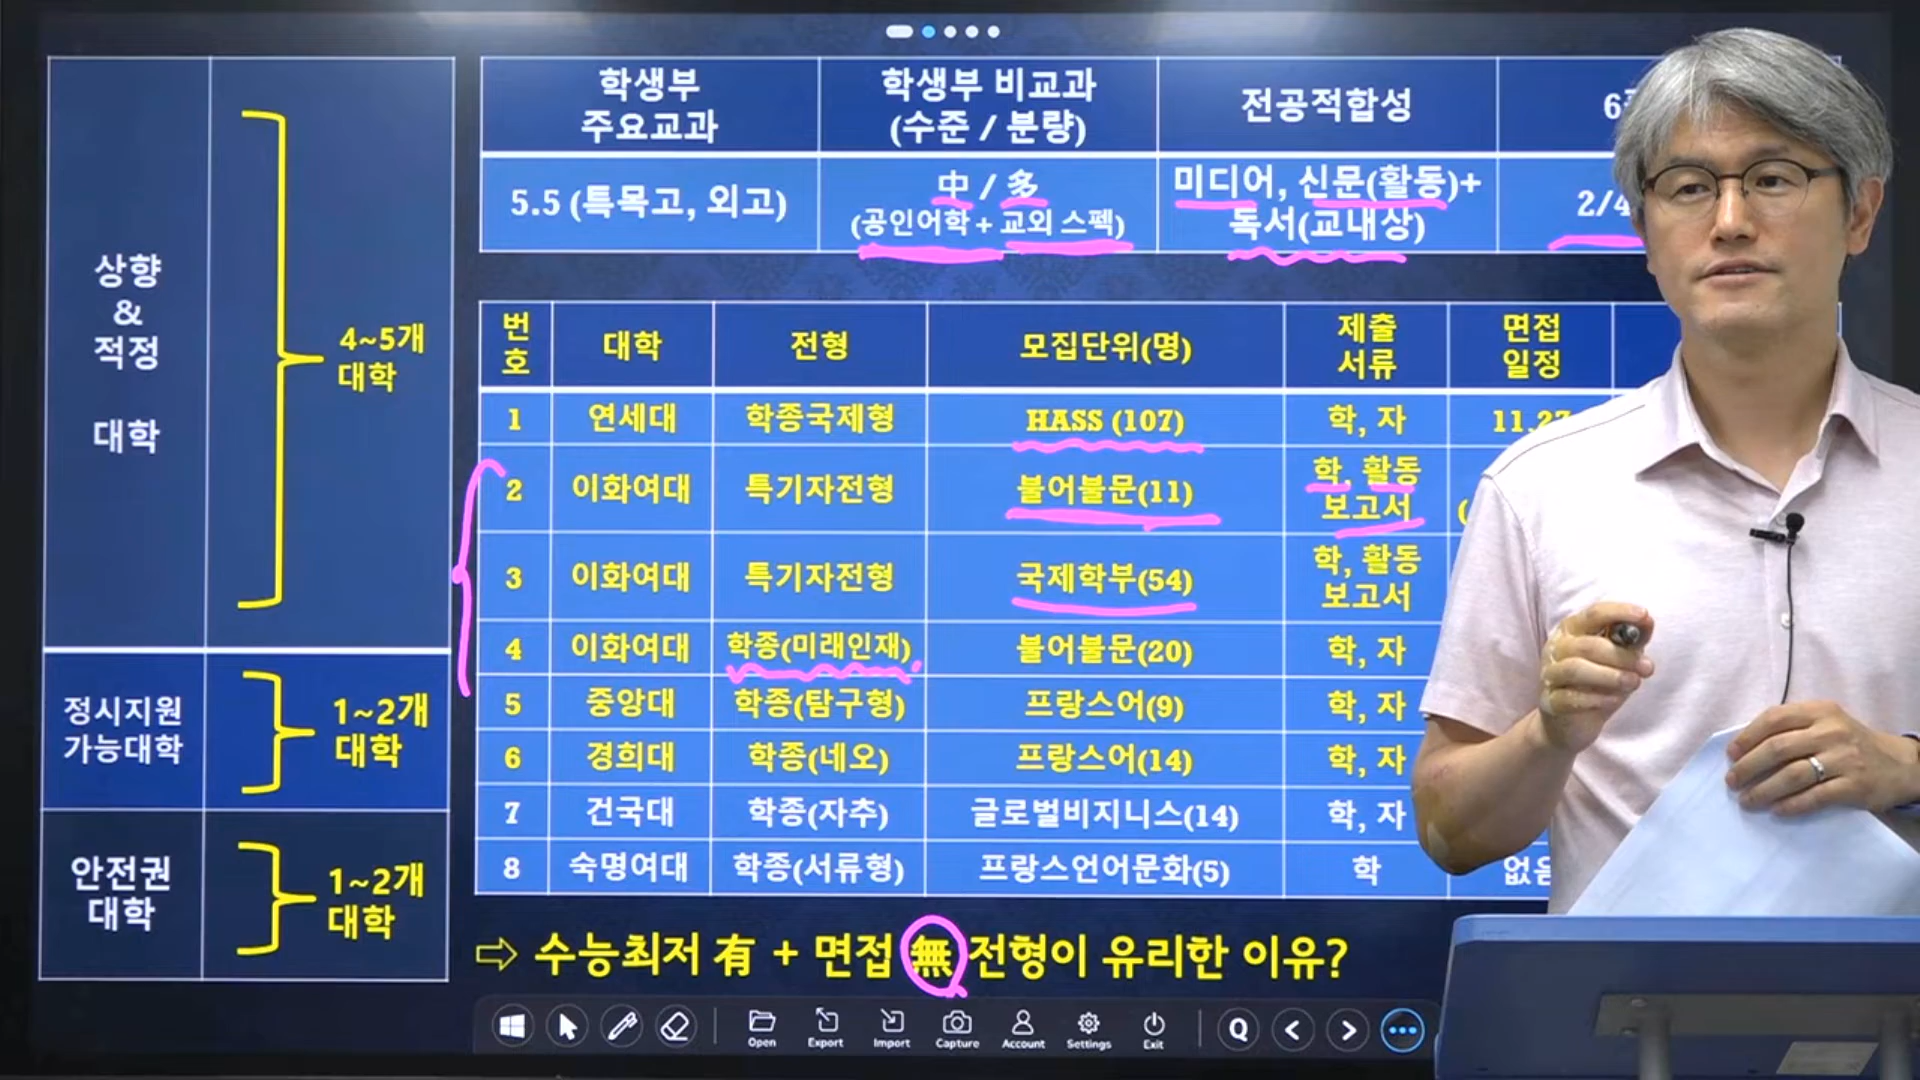 상향
&
적정
대학
4~5개
대학
정시지원
가능대학
1~2개
대학
안전권
대학
1~2개
대학
학생부
주요교과
학생부 비교과
(수준 / 분량)
전공적합성
5.5 (특목고, 외고)
中 / 多
(공인어학 + 교외 스펙)
미디어, 신문(활동)+
독서(교내상)
2/4
번
호
대학
전형
모집단위(명)
제출
서류
면접
일정
1 연세대 학종국제형 HASS (107) 학, 자
2 이화여대 특기자전형 불어불문(11) 학, 활동
보고서
3 이화여대 특기자전형 국제학부(54) 학, 활동
보고서
4 이화여대 학종(미래인재) 불어불문(20) 학, 자
5 중앙대 학종(탐구형) 프랑스어(9) 학, 자
6 경희대 학종(네오) 프랑스어(14) 학, 자
7 건국대 학종(자추) 글로벌비지니스(14) 학, 자
8 숙명여대 학종(서류형) 프랑스언어문화(5) 학 없음
⇨ 수능최저 有 + 면접 無 전형이 유리한 이유?
Open Export Import Capture Account Settings Exit